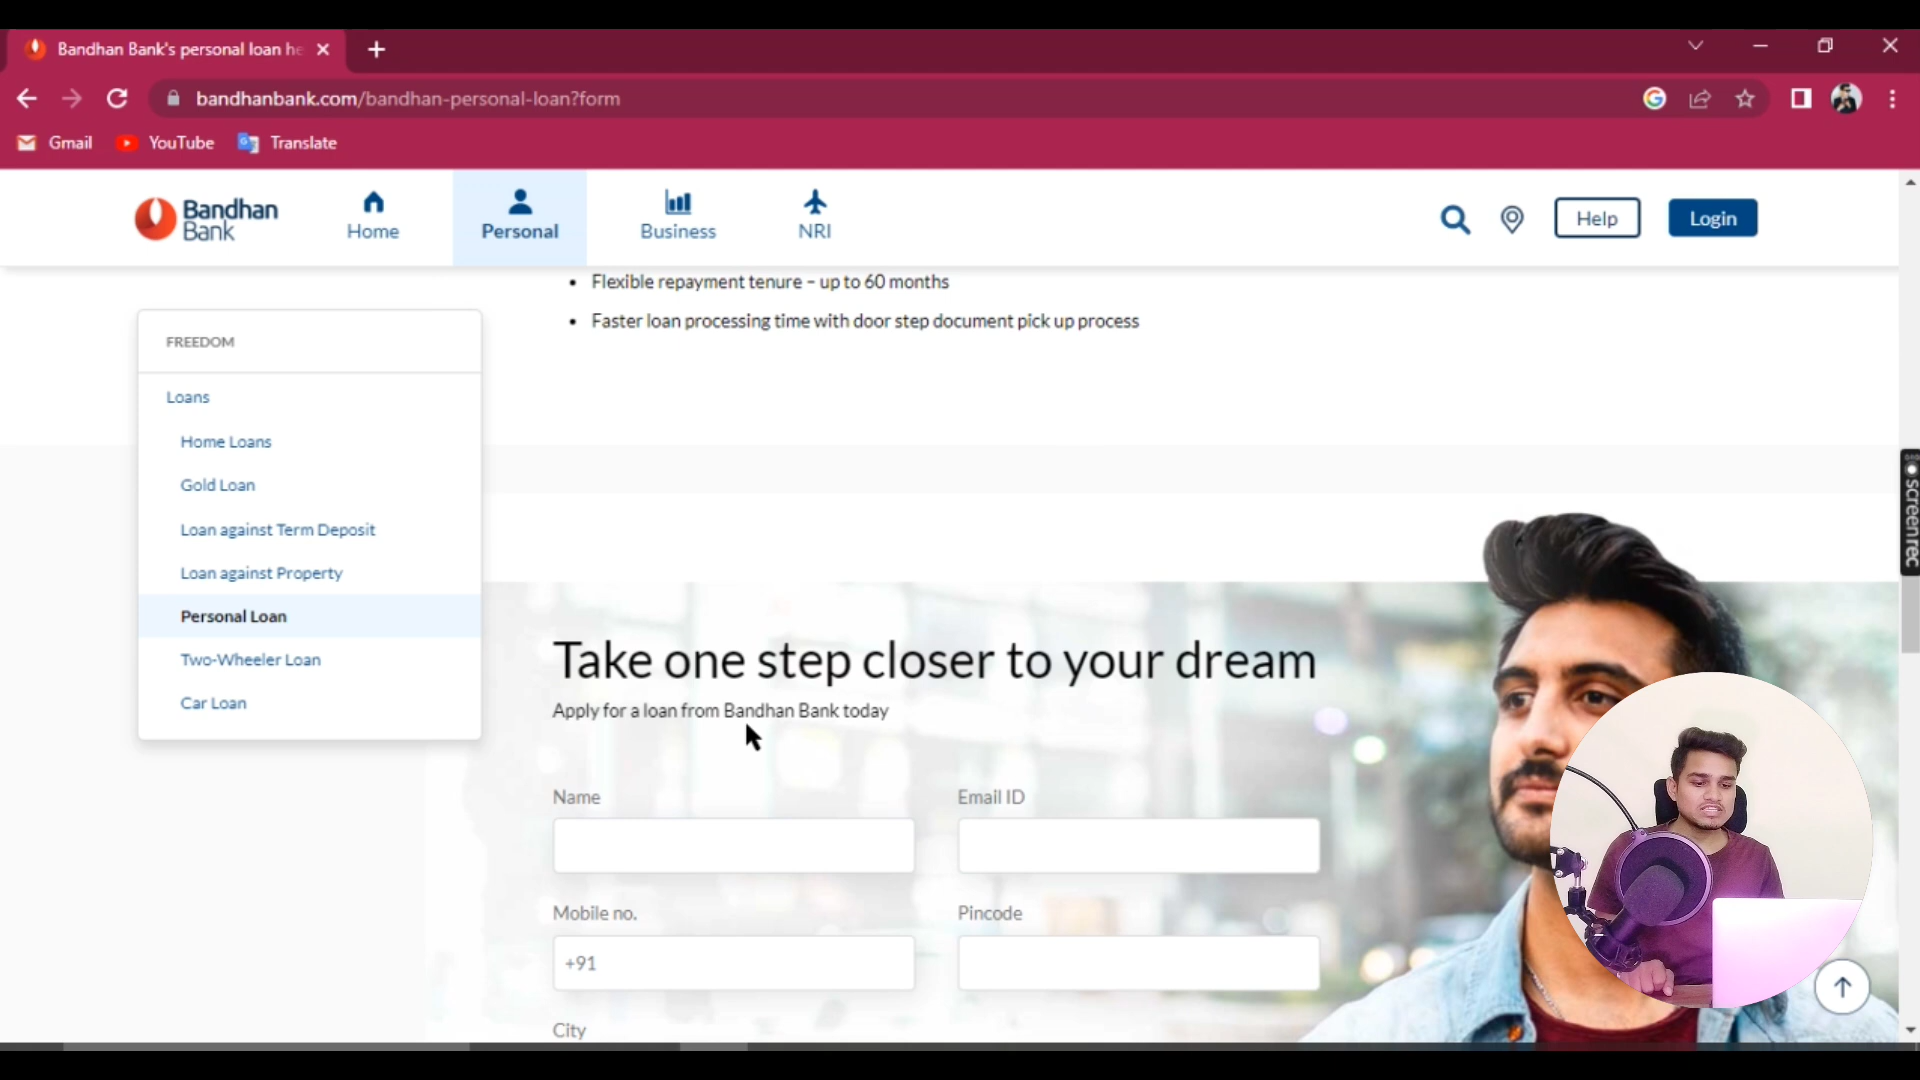 Bandhan Bank's personal loan he
bandhanbank.com/bandhan-personal-loan?form
Gmail
YouTube
Translate
Bandhan
Bank
Home
Personal
Business
NRI
Help
Login
• Flexible repayment tenure – up to 60 months
• Faster loan processing time with door step document pick up process
FREEDOM
Loans
Home Loans
Gold Loan
Loan against Term Deposit
Loan against Property
Personal Loan
Two-Wheeler Loan
Car Loan
Take one step closer to your dream
Apply for a loan from Bandhan Bank today
Name
Email ID
Mobile no.
Pincode
+91
City
screenrec